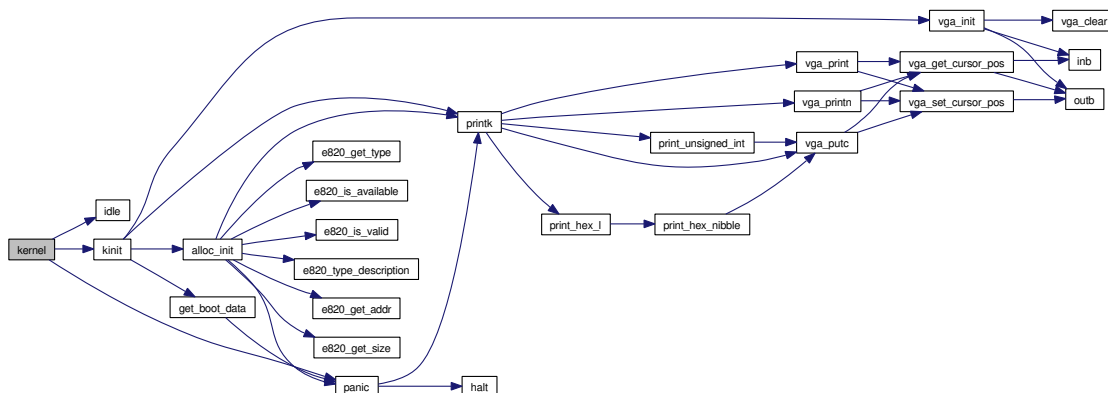 vga_init
vga_clear
inb
vga_print
vga_get_cursor_pos
outb
vga_printn
vga_set_cursor_pos
printk
print_unsigned_int
vga_putc
e820_get_type
e820_is_available
idle
print_hex_l
print_hex_nibble
e820_is_valid
kernel
kinit
alloc_init
e820_type_description
get_boot_data
e820_get_addr
e820_get_size
panic
halt